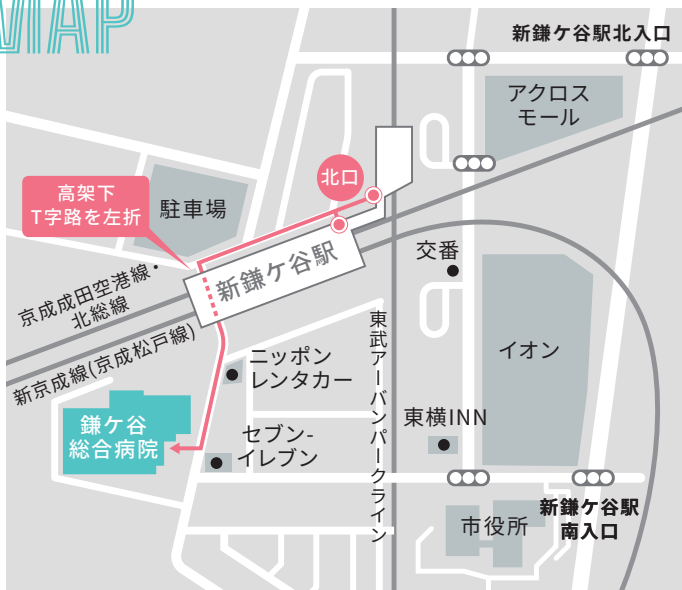 MAP
新鎌ケ谷駅北入口
アクロス
モール
北口
高架下
T字路を左折
駐車場
新鎌ケ谷駅
交番
京成成田空港線・
北総線
新京成線(京成松戸線)
東武アーバンパークライン
イオン
ニッポン
レンタカー
東横INN
鎌ケ谷
総合病院
セブン-
イレブン
市役所
新鎌ケ谷駅
南入口